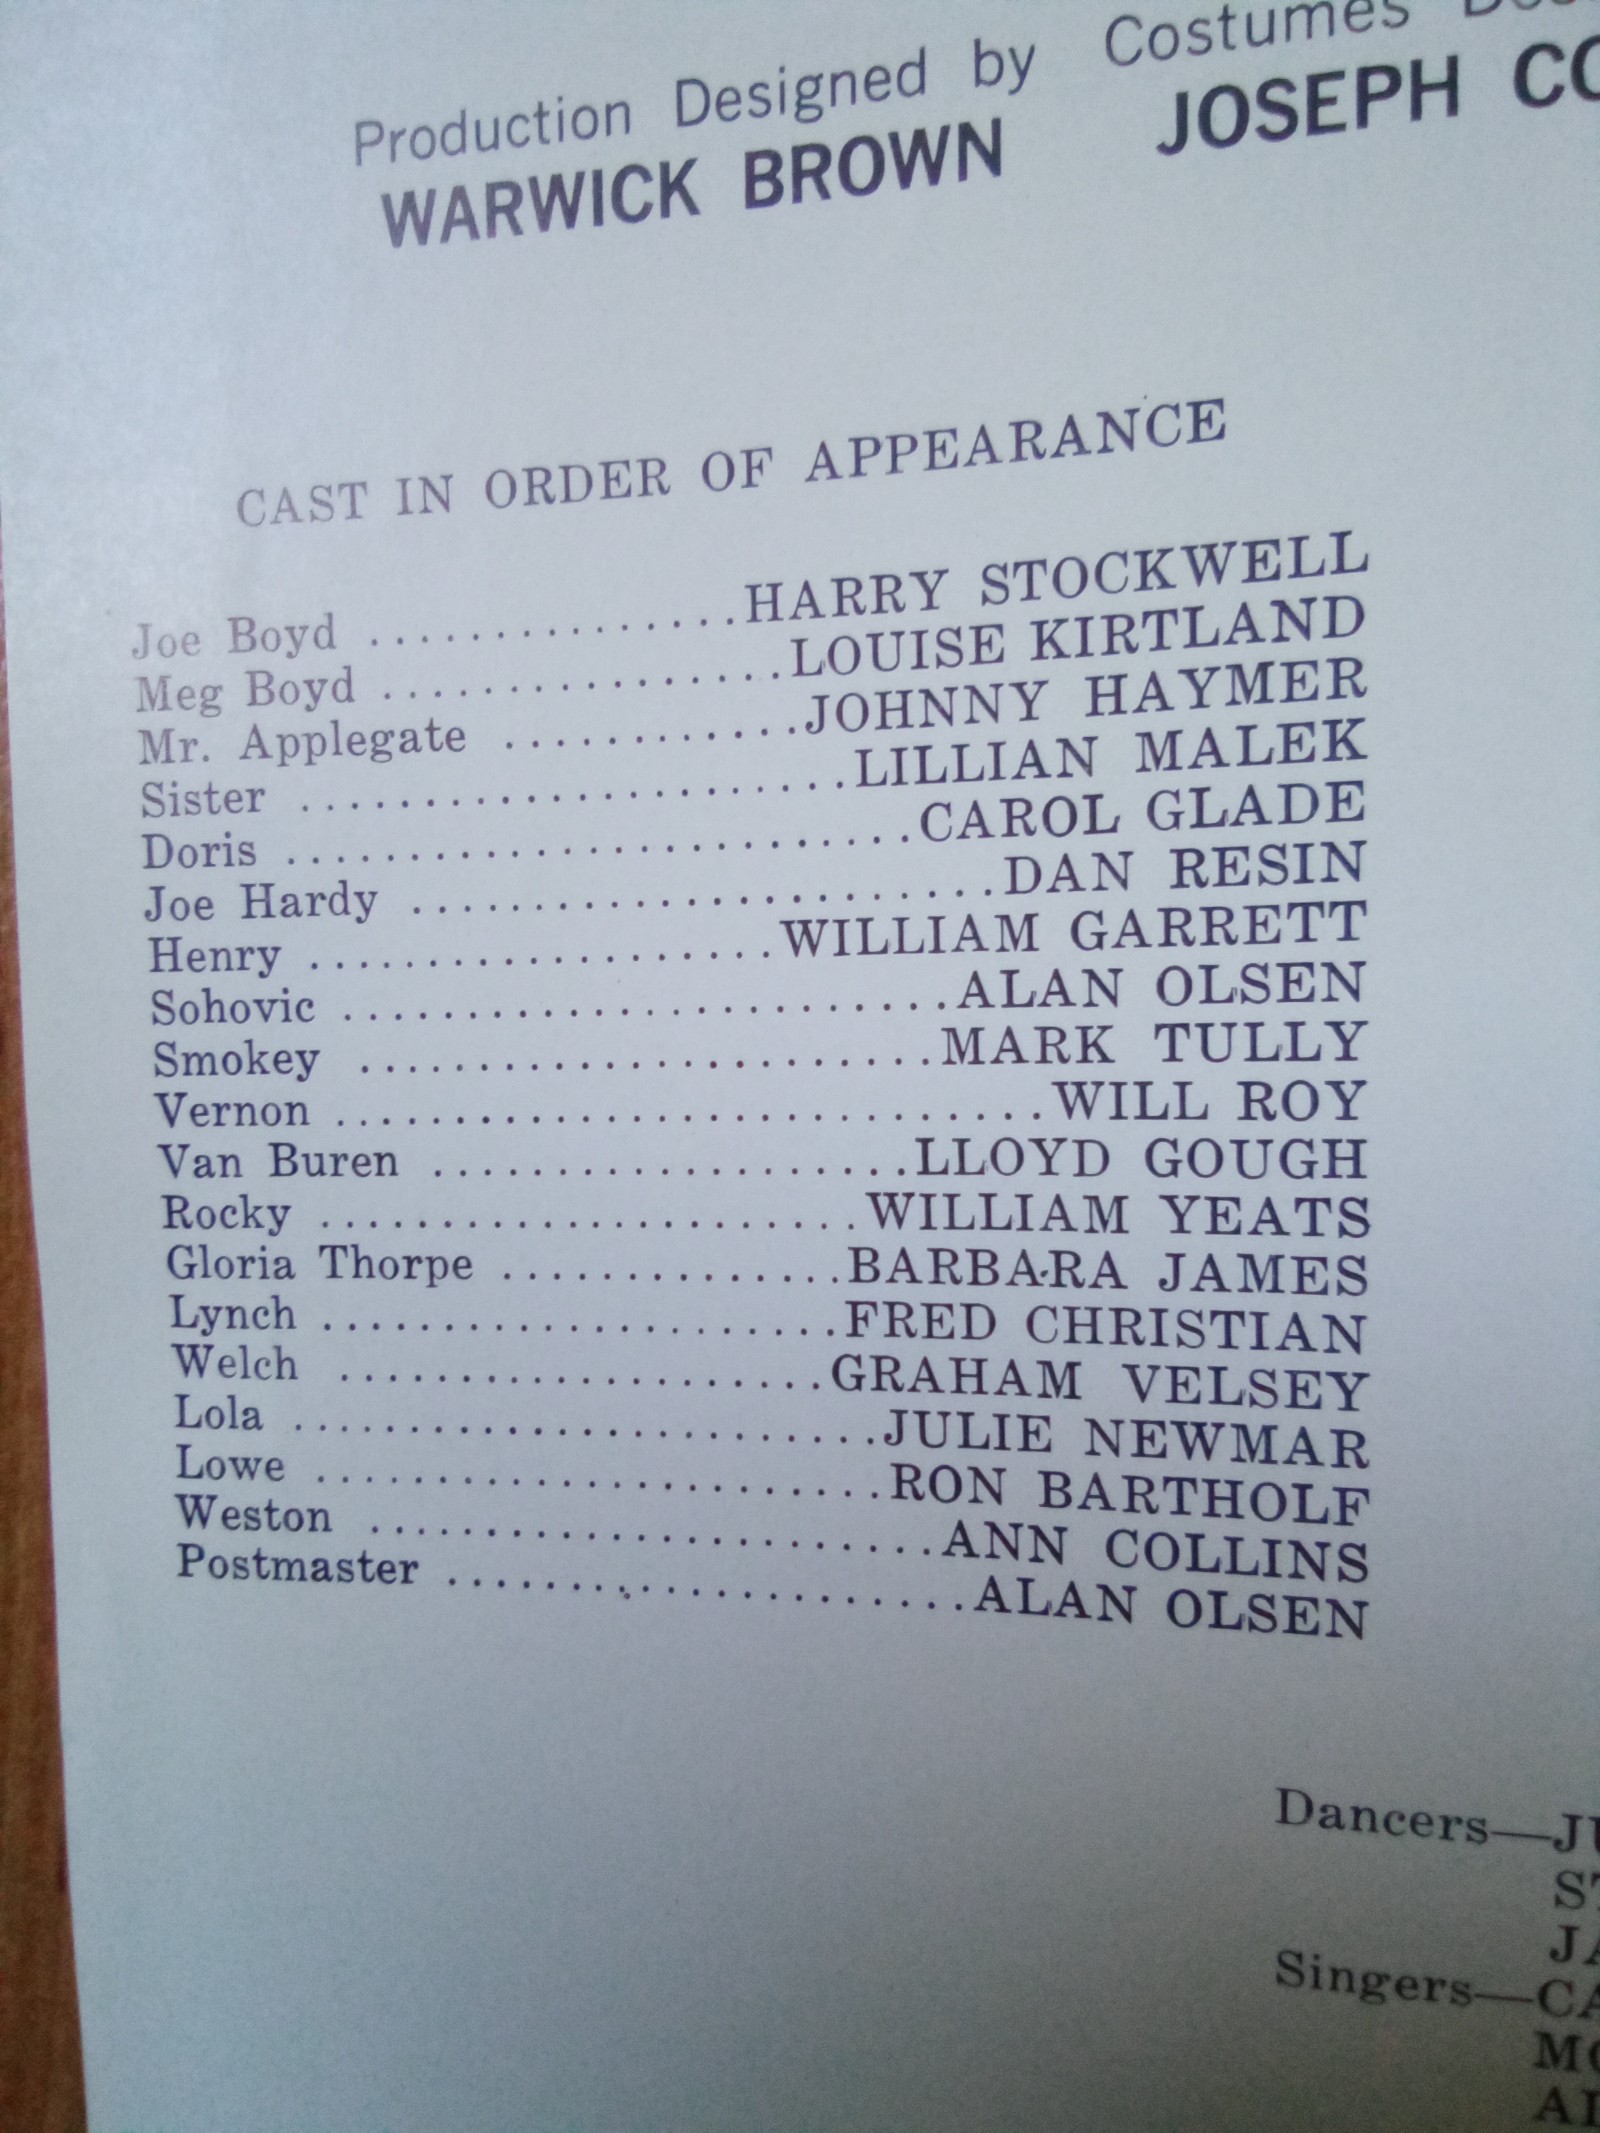 Production Designed by Costumes
WARWICK BROWN JOSEPH
CAST IN ORDER OF APPEARANCE
Joe Boyd ...............HARRY STOCKWELL
Meg Boyd .................LOUISE KIRTLAND
Mr. Applegate ............JOHNNY HAYMER
Sister .......................LILLIAN MALEK
Doris ..........................CAROL GLADE
Joe Hardy ........................DAN RESIN
Henry ...................WILLIAM GARRETT
Sohovic .........................ALAN OLSEN
Smokey ........................MARK TULLY
Vernon .............................WILL ROY
Van Buren ....................LLOYD GOUGH
Rocky .......................WILLIAM YEATS
Gloria Thorpe ..............BARBARA JAMES
Lynch .....................FRED CHRISTIAN
Welch ....................GRAHAM VELSEY
Lola ........................JULIE NEWMAR
Lowe .......................RON BARTHOLF
Weston .......................ANN COLLINS
Postmaster .....................ALAN OLSEN
Dancers—
Singers—